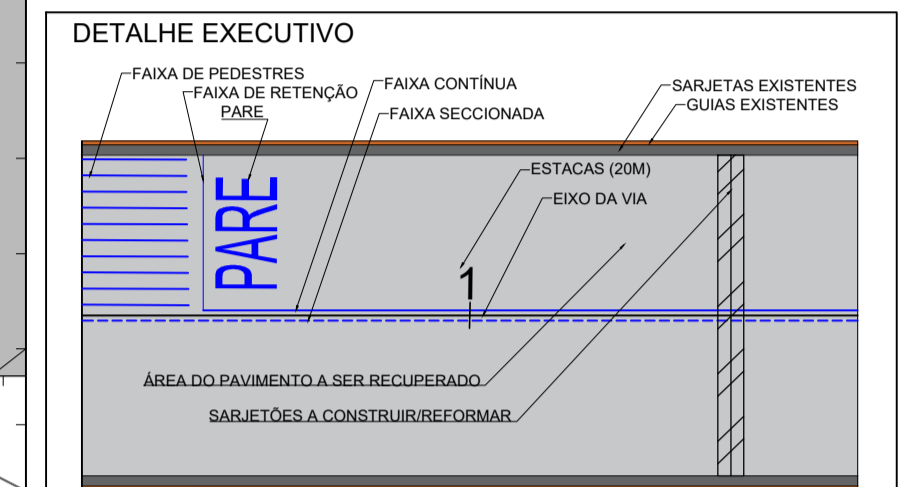 DETALHE EXECUTIVO
FAIXA DE PEDESTRES
FAIXA DE RETENÇÃO
PARE
FAIXA CONTÍNUA
FAIXA SECCIONADA
SARJETAS EXISTENTES
GUIAS EXISTENTES
ESTACAS (20M)
EIXO DA VIA
PARE
1
ÁREA DO PAVIMENTO A SER RECUPERADO
SARJETÕES A CONSTRUIR/REFORMAR